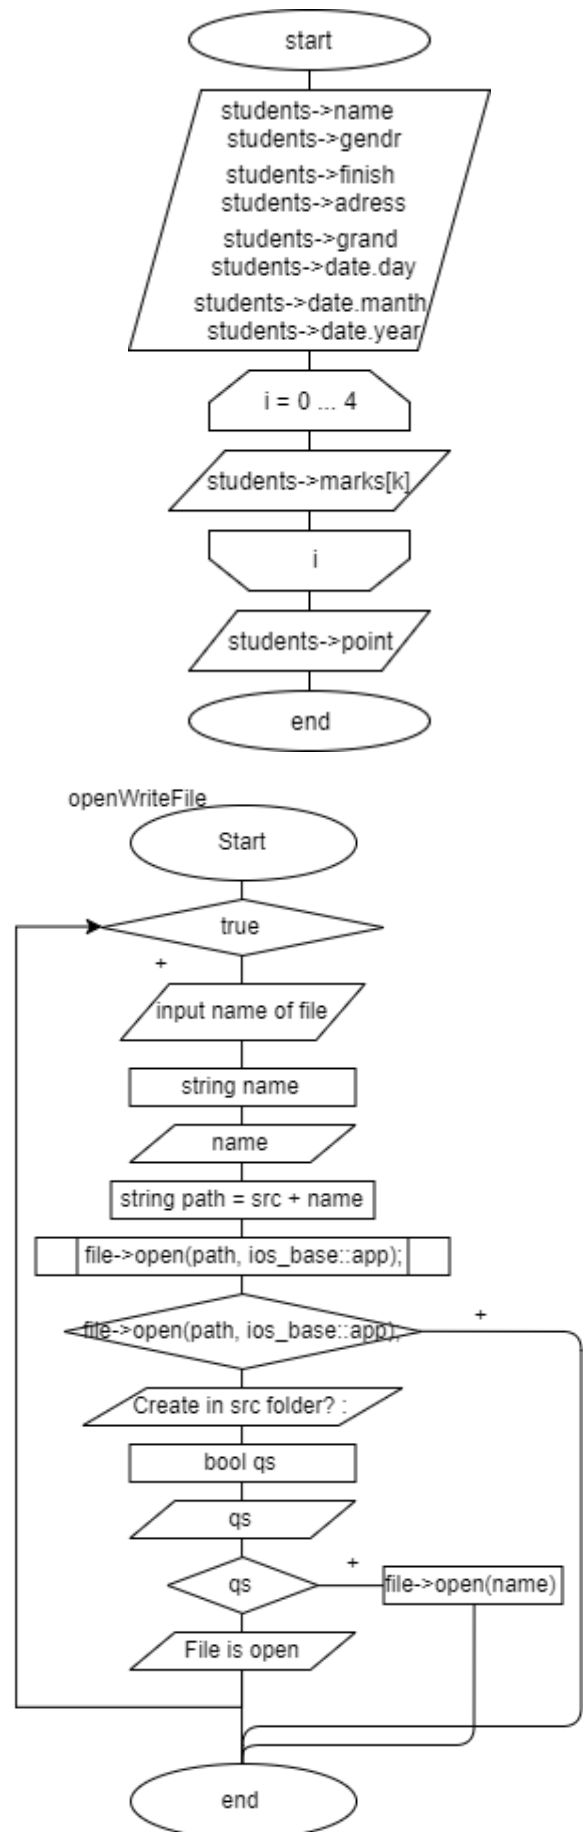 start
students->name
students->gendr
students->finish
students->adress
students->grand
students->date.day
students->date.manth
students->date.year
i = 0 ... 4
students->marks[k]
i
students->point
end
openWriteFile
Start
true
+
input name of file
string name
name
string path = src + name
file->open(path, ios_base::app);
+
file->open(path, ios_base::app);
Create in src folder? :
bool qs
qs
+
qs
file->open(name)
File is open
end